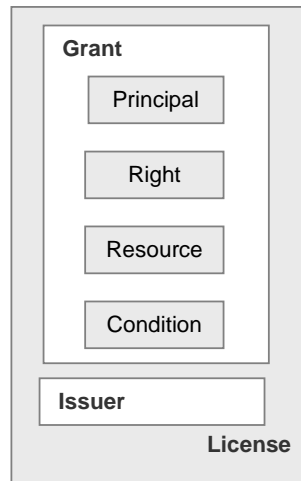 Grant
Principal
Right
Resource
Condition
Issuer
License